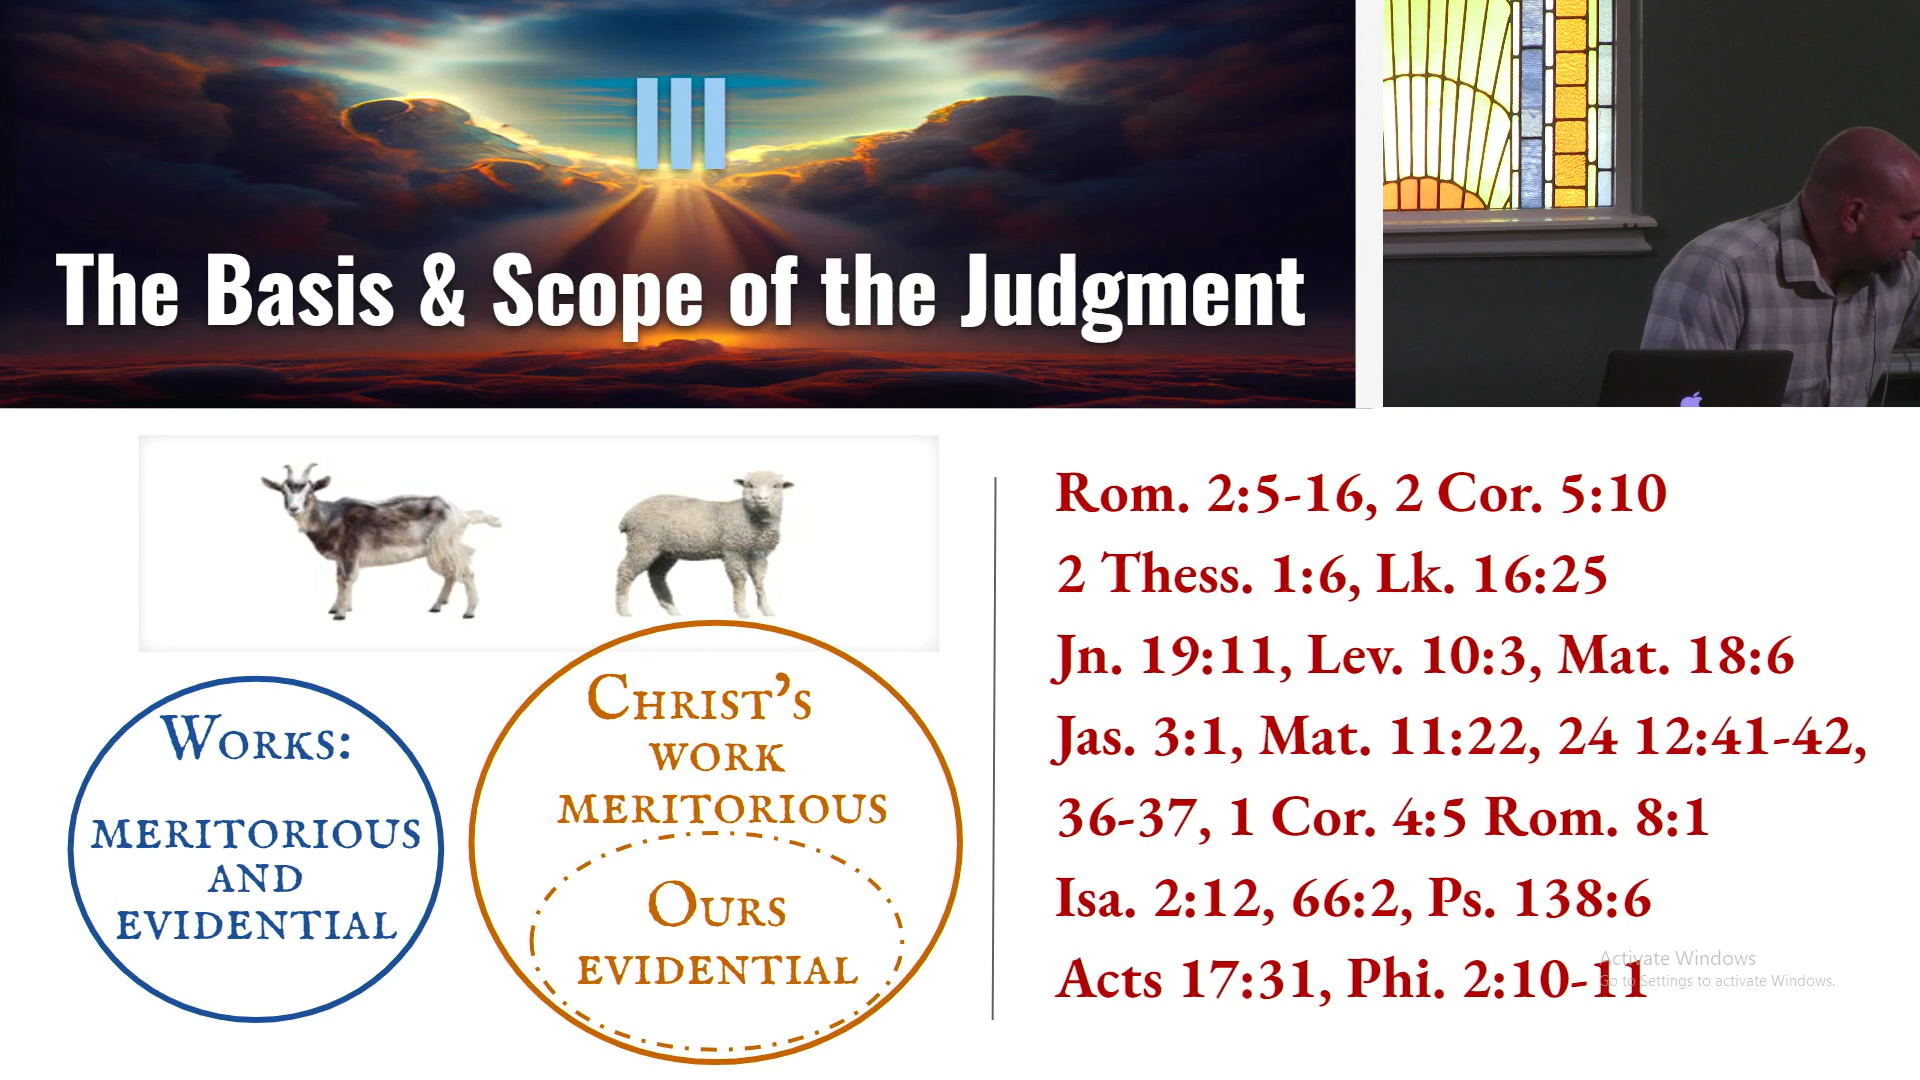 III
The Basis & Scope of the Judgment
Works:
meritorious
and
evidential
Christ's
work
meritorious
Ours
evidential
Rom. 2:5-16, 2 Cor. 5:10
2 Thess. 1:6, Lk. 16:25
Jn. 19:11, Lev. 10:3, Mat. 18:6
Jas. 3:1, Mat. 11:22, 24 12:41-42,
36-37, 1 Cor. 4:5 Rom. 8:1
Isa. 2:12, 66:2, Ps. 138:6
Acts 17:31, Phi. 2:10-11
Activate Windows
Go to Settings to activate Windows.